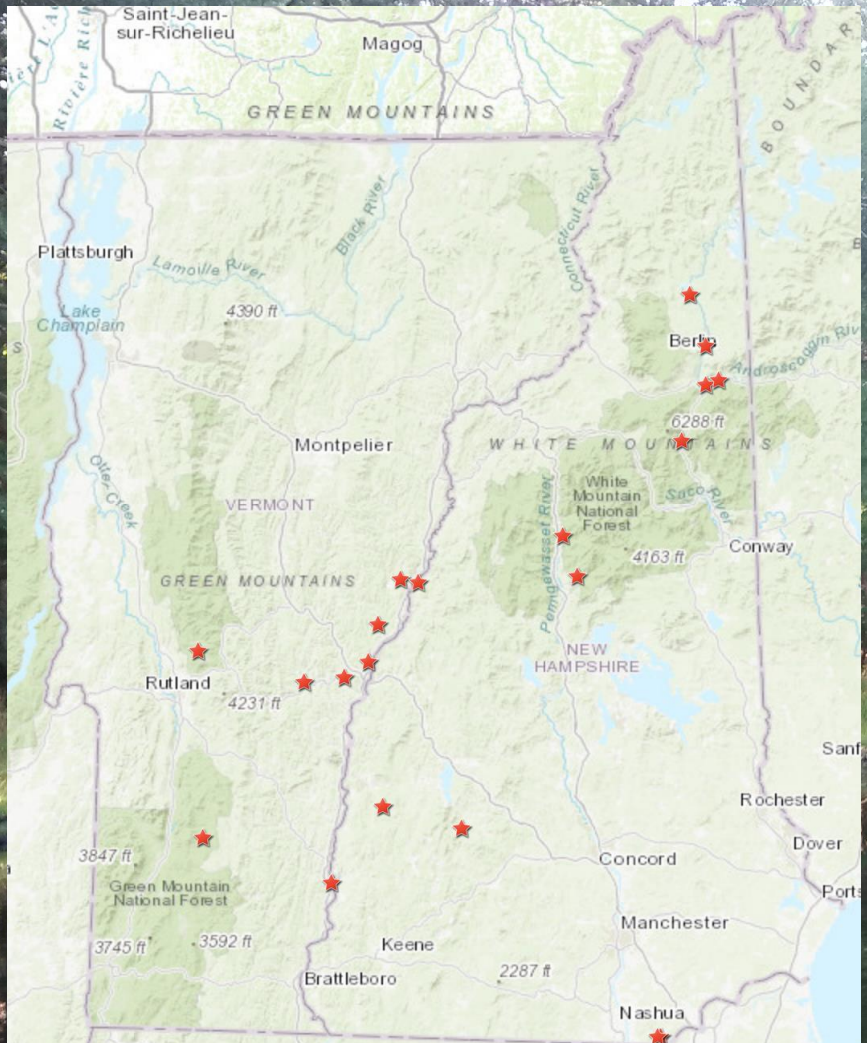 Saint-Jean-
sur-Richelieu
Magog
GREEN MOUNTAINS
Plattsburgh
Black River
Connecticut River
Lamoille River
4390 ft
Lake
Champlain
S
Berlin
6288 ft
WHITE MOUNTAINS
Montpelier
Otter Creek
VERMONT
White
Mountain
National
Forest
Saco River
Pemigewasset River
4163 ft
Conway
GREEN MOUNTAINS
NEW
HAMPSHIRE
Rutland
4231 ft
Sanf
Rochester
Dover
3847 ft
Concord
Green Mountain
National Forest
Ports
Manchester
3745 ft
3592 ft
Keene
2287 ft
Brattleboro
Nashua